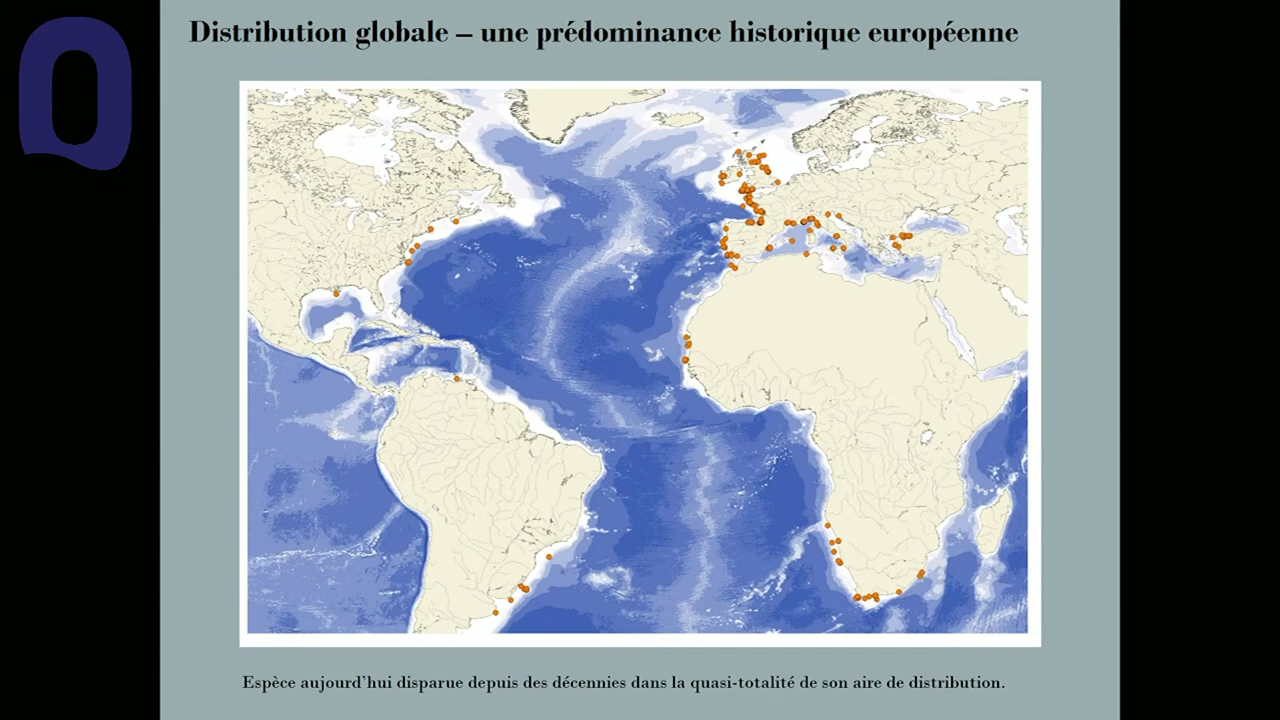 Distribution globale – une prédominance historique européenne
Espèce aujourd’hui disparue depuis des décennies dans la quasi-totalité de son aire de distribution.